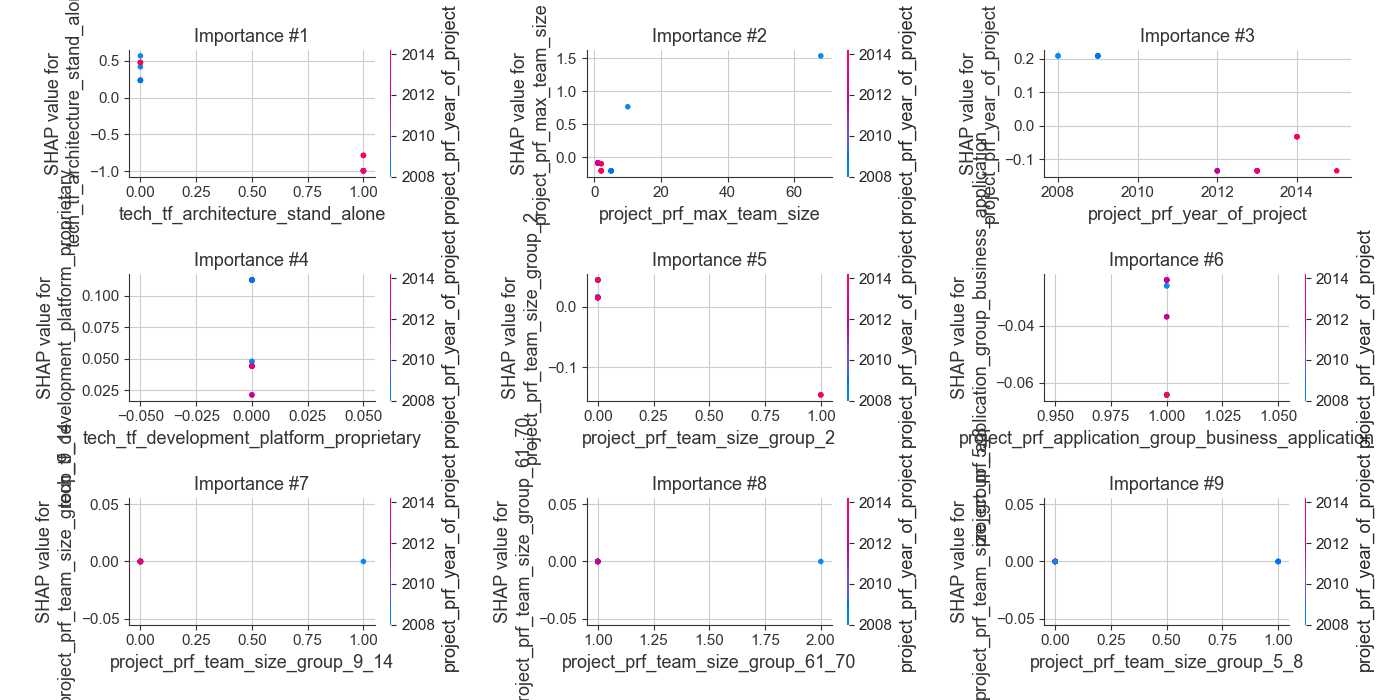 Importance #1
SHAP value for
tech_tf_architecture_stand_alone
0.5
0.0
−0.5
−1.0
0.00
0.25
0.50
0.75
1.00
tech_tf_architecture_stand_alone
2014
2012
2010
2008
project_prf_year_of_project
Importance #2
SHAP value for
project_prf_max_team_size
1.5
1.0
0.5
0.0
0
20
40
60
project_prf_max_team_size
2014
2012
2010
2008
project_prf_year_of_project
Importance #3
SHAP value for
project_prf_year_of_project
0.2
0.1
0.0
−0.1
2008
2010
2012
2014
project_prf_year_of_project
Importance #4
SHAP value for
tech_tf_development_platform_proprietary
0.100
0.075
0.050
0.025
−0.050
−0.025
0.000
0.025
0.050
tech_tf_development_platform_proprietary
2014
2012
2010
2008
project_prf_year_of_project
Importance #5
SHAP value for
project_prf_team_size_group_2
0.0
−0.1
0.00
0.25
0.50
0.75
1.00
project_prf_team_size_group_2
2014
2012
2010
2008
project_prf_year_of_project
Importance #6
SHAP value for
project_prf_application_group_business_application
−0.04
−0.06
0.950
0.975
1.000
1.025
1.050
project_prf_application_group_business_application
2014
2012
2010
2008
project_prf_year_of_project
Importance #7
SHAP value for
project_prf_team_size_group_9_14
0.05
0.00
−0.05
0.00
0.25
0.50
0.75
1.00
project_prf_team_size_group_9_14
2014
2012
2010
2008
project_prf_year_of_project
Importance #8
SHAP value for
project_prf_team_size_group_61_70
0.05
0.00
−0.05
1.00
1.25
1.50
1.75
2.00
project_prf_team_size_group_61_70
2014
2012
2010
2008
project_prf_year_of_project
Importance #9
SHAP value for
project_prf_team_size_group_5_8
0.05
0.00
−0.05
0.00
0.25
0.50
0.75
1.00
project_prf_team_size_group_5_8
2014
2012
2010
2008
project_prf_year_of_project